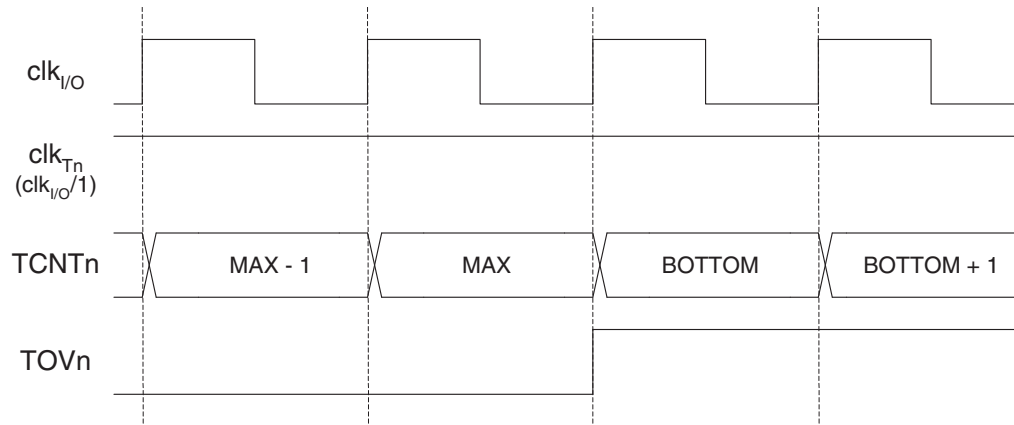 clkI/O
clkTn
(clkI/O/1)
TCNTn
MAX - 1
MAX
BOTTOM
BOTTOM + 1
TOVn